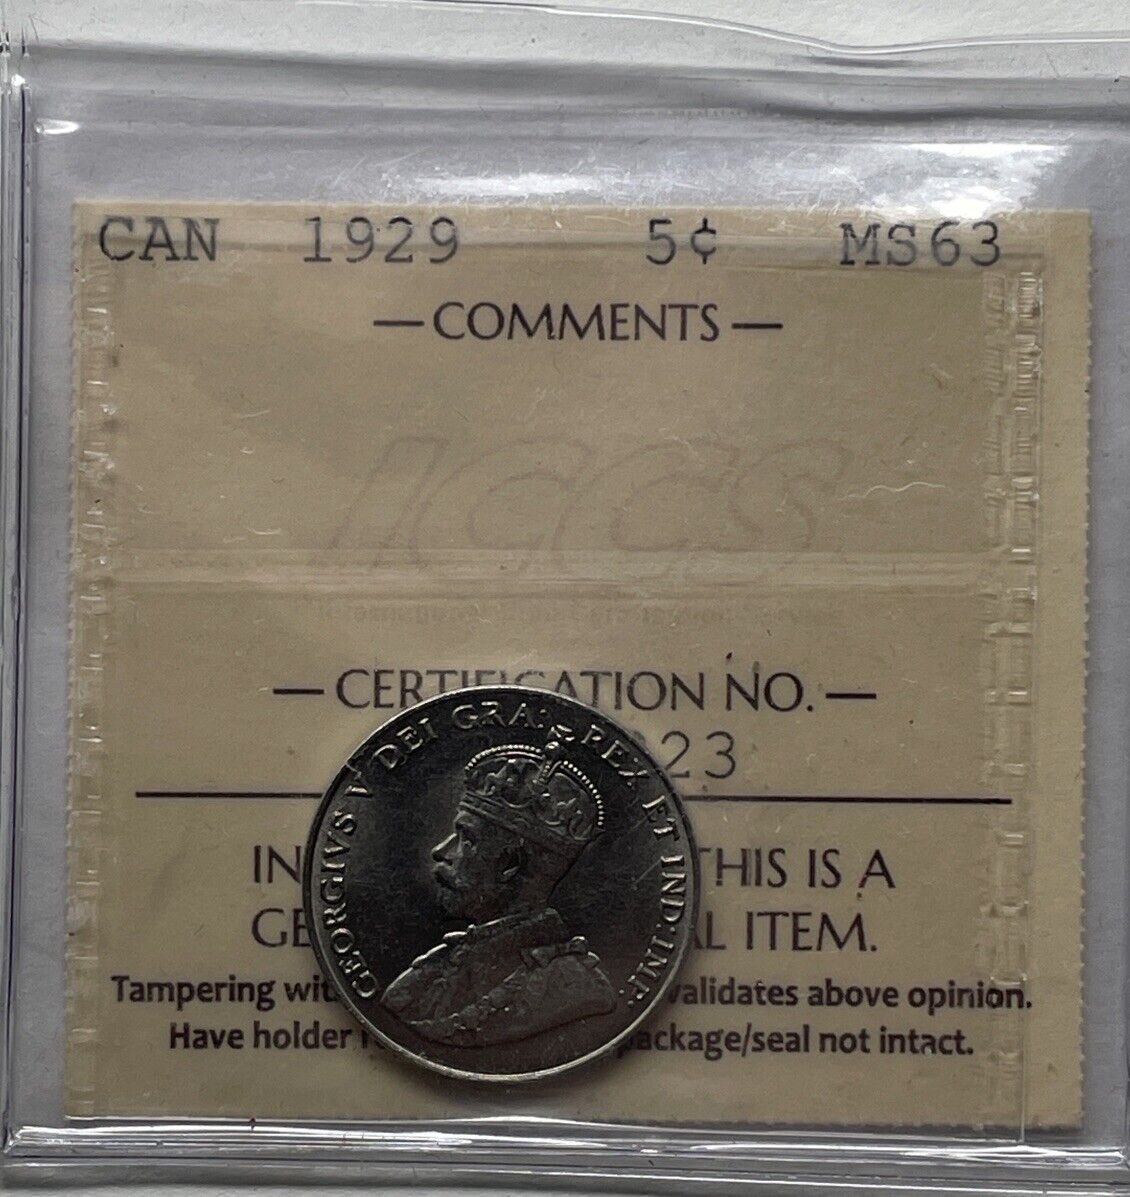 CAN 1929 5¢ MS63
—COMMENTS—
ICCS
—CERTIFICATION NO.—
23
GEORGIVS V DEI GRA: REX ET IND:IMP:
IN THIS IS A
GE AL ITEM.
Tampering wit validates above opinion.
Have holder package/seal not intact.